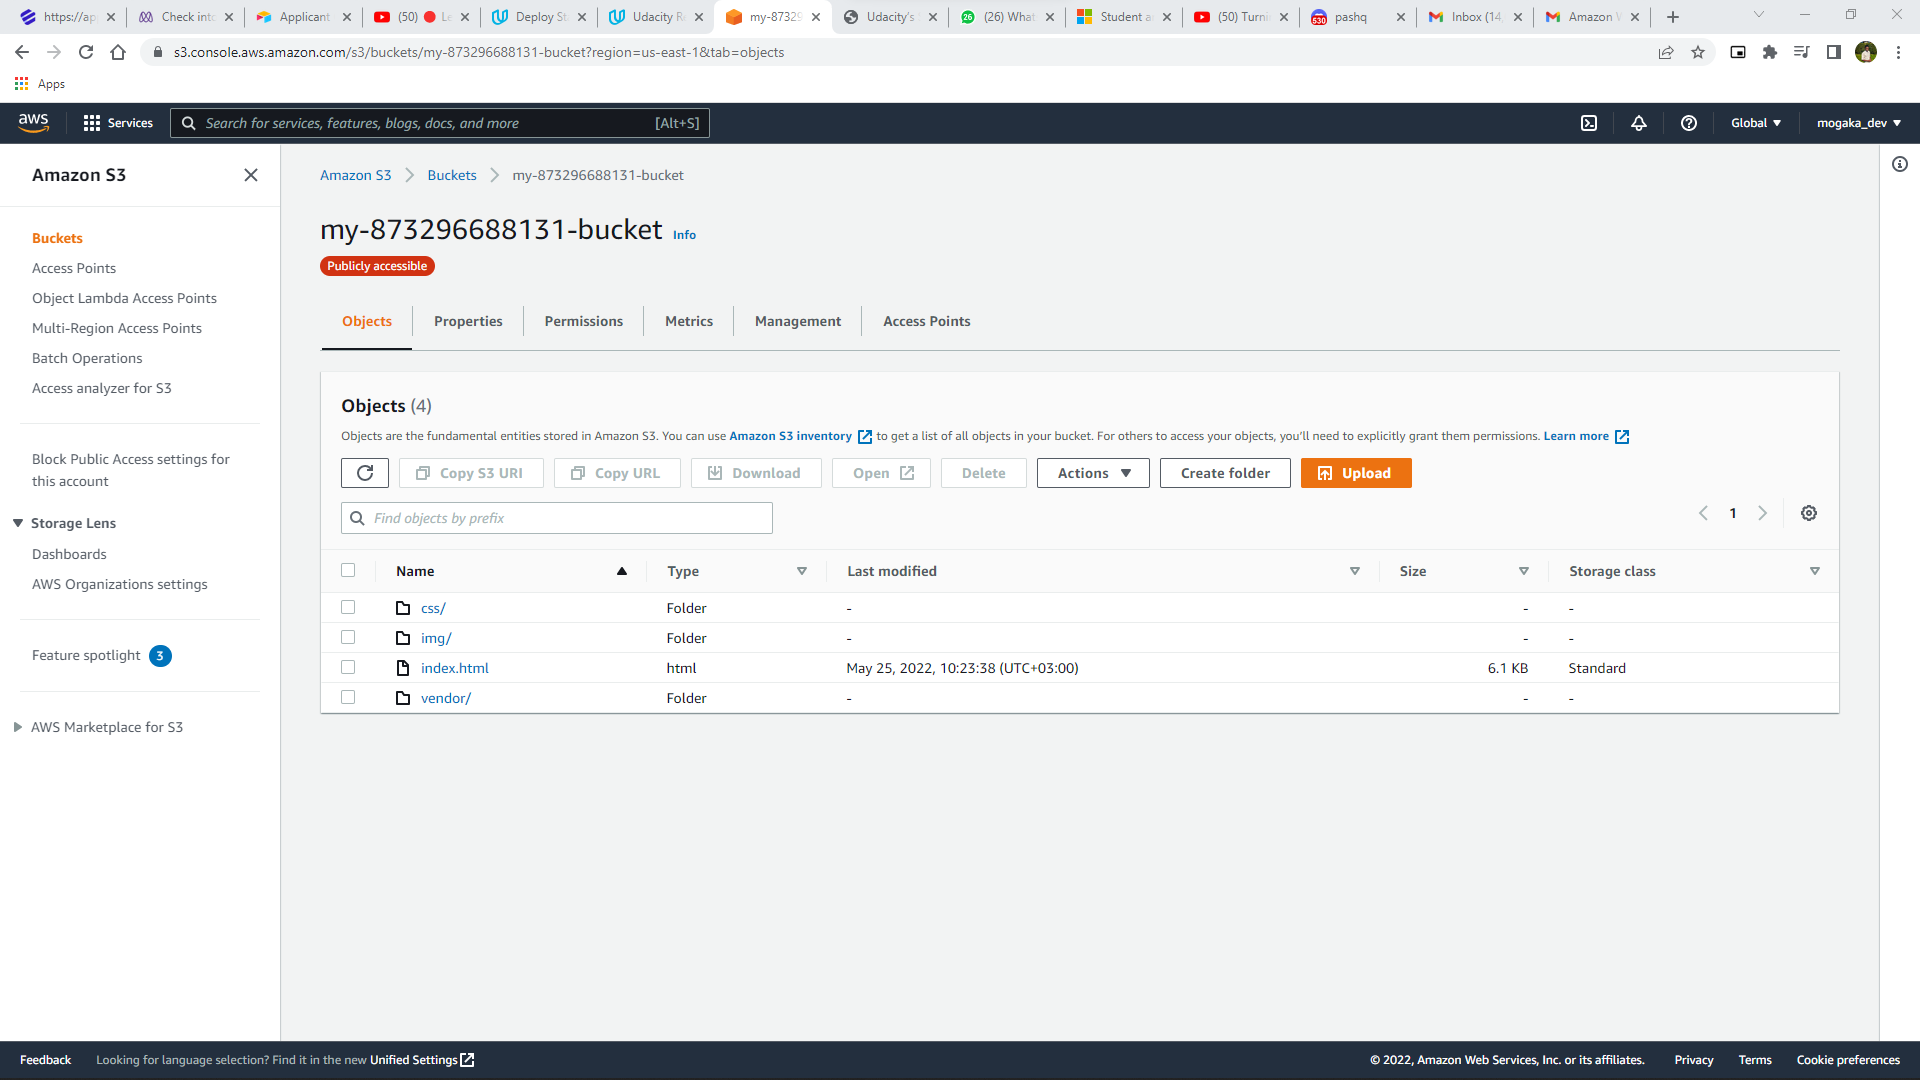 https://ap
Check into
Applicant
(50) 🔴 Le
Deploy St
Udacity R
my-87329
Udacity's
(26) What
Student a
(50) Turni
pashq
Inbox (14
Amazon W
s3.console.aws.amazon.com/s3/buckets/my-873296688131-bucket?region=us-east-1&tab=objects
Apps
aws
Services
Search for services, features, blogs, docs, and more [Alt+S]
Global
mogaka_dev
Amazon S3
Buckets
Access Points
Object Lambda Access Points
Multi-Region Access Points
Batch Operations
Access analyzer for S3
Block Public Access settings for
this account
Storage Lens
Dashboards
AWS Organizations settings
Feature spotlight 3
AWS Marketplace for S3
Amazon S3 > Buckets > my-873296688131-bucket
my-873296688131-bucket Info
Publicly accessible
Objects Properties Permissions Metrics Management Access Points
Objects (4)
Objects are the fundamental entities stored in Amazon S3. You can use Amazon S3 inventory to get a list of all objects in your bucket. For others to access your objects, you'll need to explicitly grant them permissions. Learn more
Copy S3 URI Copy URL Download Open Delete Actions Create folder Upload
Find objects by prefix
1
Name Type Last modified Size Storage class
css/ Folder - - -
img/ Folder - - -
index.html html May 25, 2022, 10:23:38 (UTC+03:00) 6.1 KB Standard
vendor/ Folder - - -
Feedback Looking for language selection? Find it in the new Unified Settings
© 2022, Amazon Web Services, Inc. or its affiliates. Privacy Terms Cookie preferences